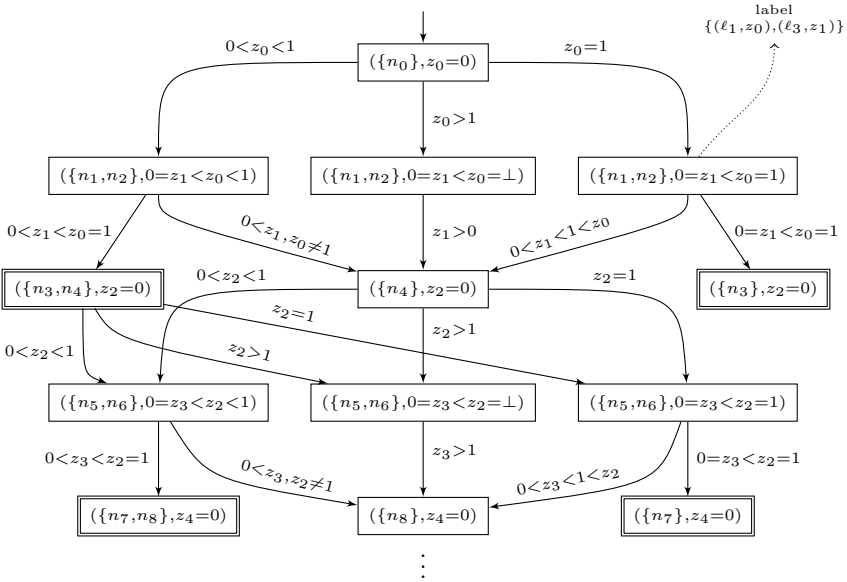 label
{(ℓ₁,z₀),(ℓ₃,z₁)}
0<z₀<1
({n₀},z₀=0)
z₀=1
z₀>1
({n₁,n₂},0=z₁<z₀<1)
({n₁,n₂},0=z₁<z₀=⊥)
({n₁,n₂},0=z₁<z₀=1)
0<z₁<z₀=1
0<z₁,z₀≠1
z₁>0
0<z₁<1<z₀
0=z₁<z₀=1
({n₃,n₄},z₂=0)
0<z₂<1
({n₄},z₂=0)
z₂=1
({n₃},z₂=0)
0<z₂<1
z₂>1
z₂=1
z₂>1
({n₅,n₆},0=z₃<z₂<1)
({n₅,n₆},0=z₃<z₂=⊥)
({n₅,n₆},0=z₃<z₂=1)
0<z₃<z₂=1
0<z₃,z₂≠1
z₃>1
0<z₃<1<z₂
0=z₃<z₂=1
({n₇,n₈},z₄=0)
({n₈},z₄=0)
({n₇},z₄=0)
⋮